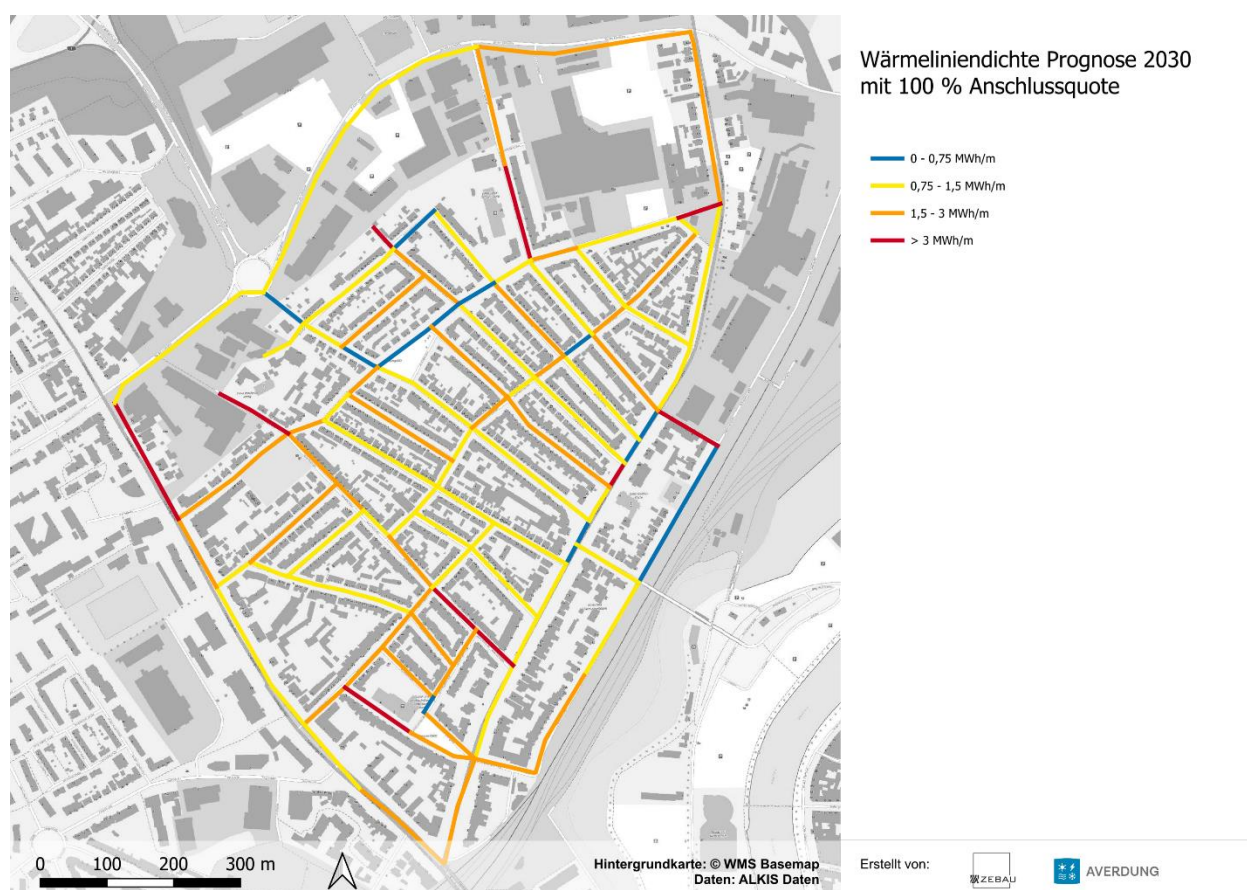 Wärmeliniendichte Prognose 2030
mit 100 % Anschlussquote
0 - 0,75 MWh/m
0,75 - 1,5 MWh/m
1,5 - 3 MWh/m
> 3 MWh/m
0 100 200 300 m
Hintergrundkarte: © WMS Basemap
Daten: ALKIS Daten
Erstellt von:
ZEBAU
AVERDUNG